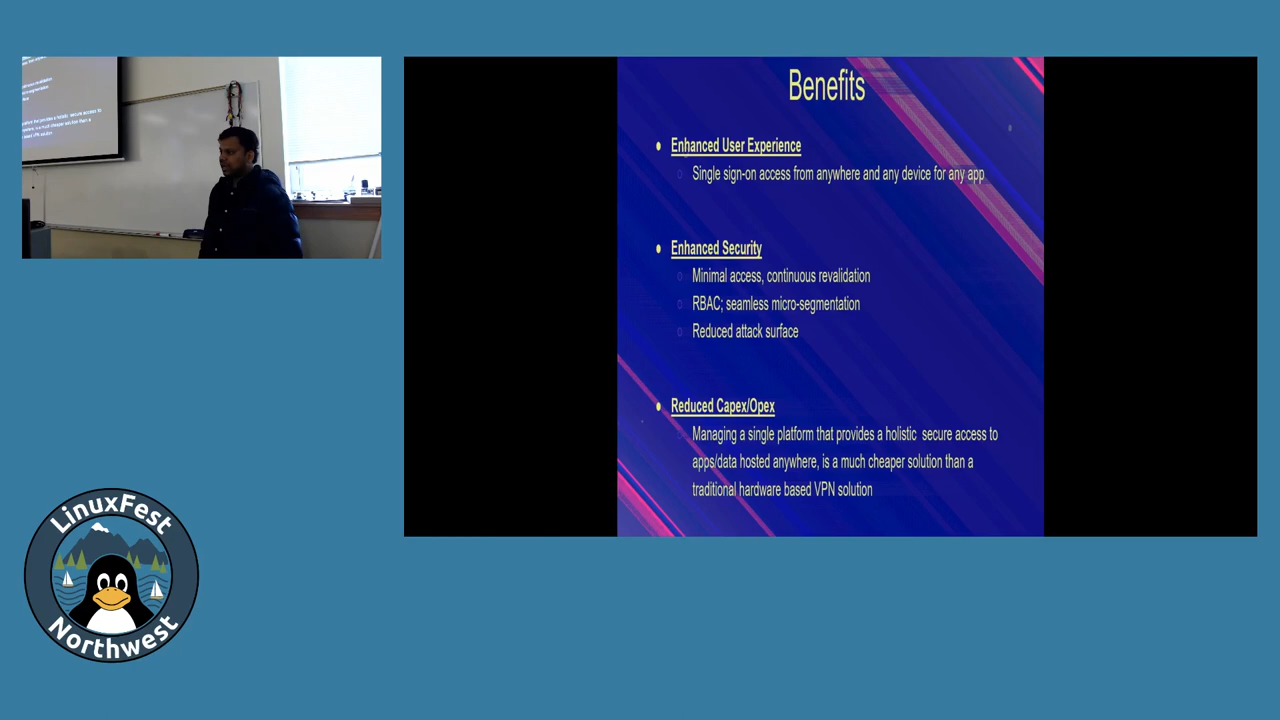 Benefits
Enhanced User Experience
Single sign-on access from anywhere and any device for any app
Enhanced Security
Minimal access, continuous revalidation
RBAC; seamless micro-segmentation
Reduced attack surface
Reduced Capex/Opex
Managing a single platform that provides a holistic secure access to
apps/data hosted anywhere, is a much cheaper solution than a
traditional hardware based VPN solution
LinuxFest
Northwest